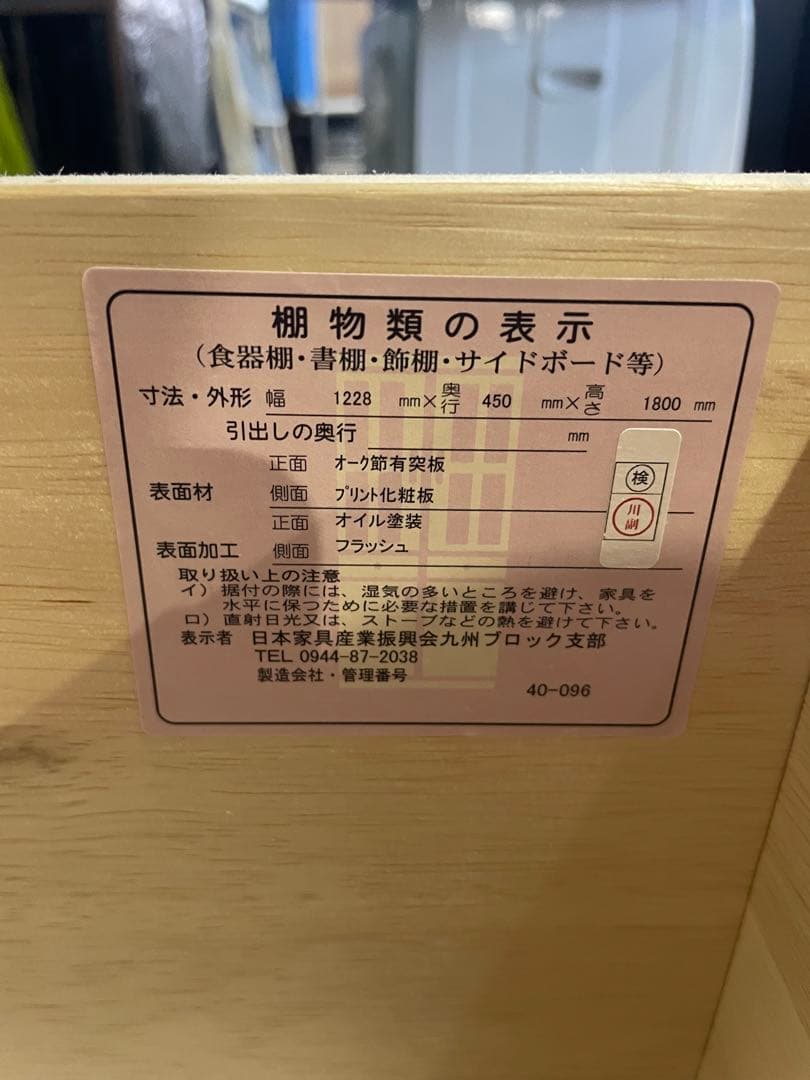 棚物類の表示
（食器棚・書棚・飾棚・サイドボード等）
寸法・外形 幅 1228 mm×奥行 450 mm×高さ 1800 mm
引出しの奥行 mm
表面材 正面 オーク節有突板
側面 プリント化粧板
表面加工 正面 オイル塗装
側面 フラッシュ
検
川副
取り扱い上の注意
イ）据付の際には、湿気の多いところを避け、家具を
水平に保つために必要な措置を講じて下さい。
ロ）直射日光又は、ストーブなどの熱を避けて下さい。
表示者 日本家具産業振興会九州ブロック支部
TEL 0944-87-2038
製造会社・管理番号
40-096